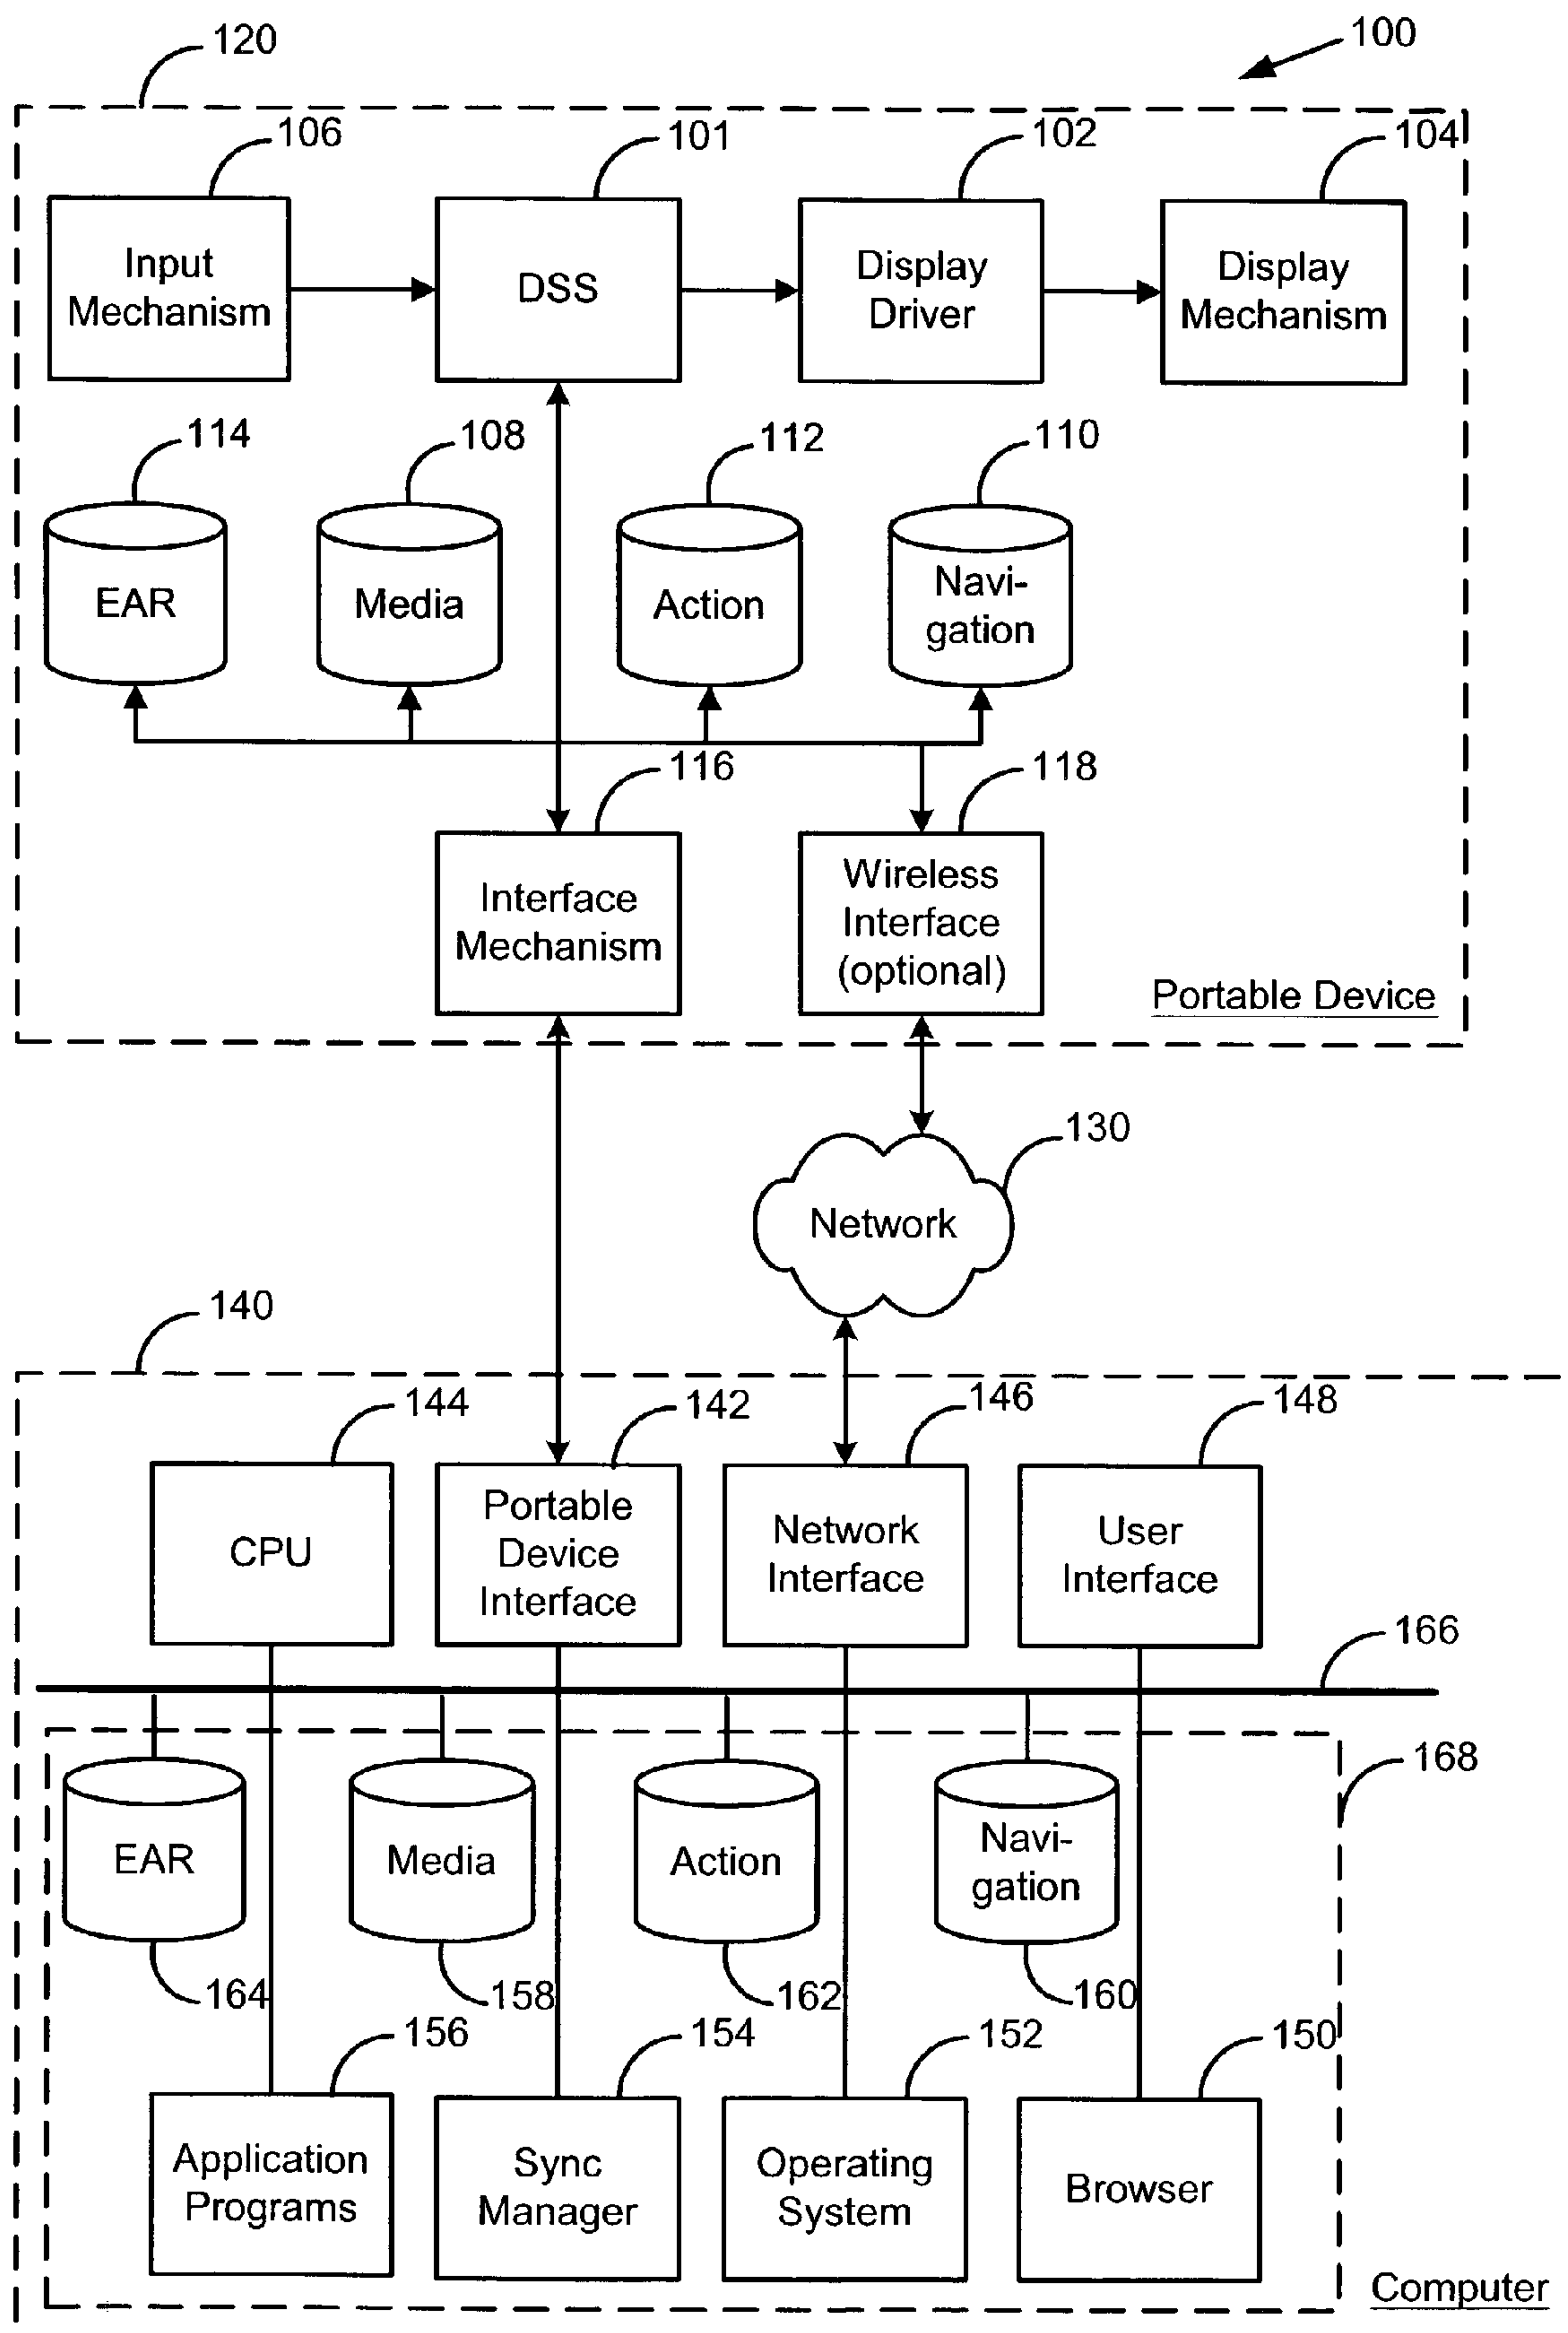 120
100
106
101
102
104
Input
Mechanism
DSS
Display
Driver
Display
Mechanism
114
108
112
110
EAR
Media
Action
Navi-
gation
116
118
Interface
Mechanism
Wireless
Interface
(optional)
Portable Device
130
Network
140
144
142
146
148
CPU
Portable
Device
Interface
Network
Interface
User
Interface
166
168
EAR
Media
Action
Navi-
gation
164
158
162
160
156
154
152
150
Application
Programs
Sync
Manager
Operating
System
Browser
Computer